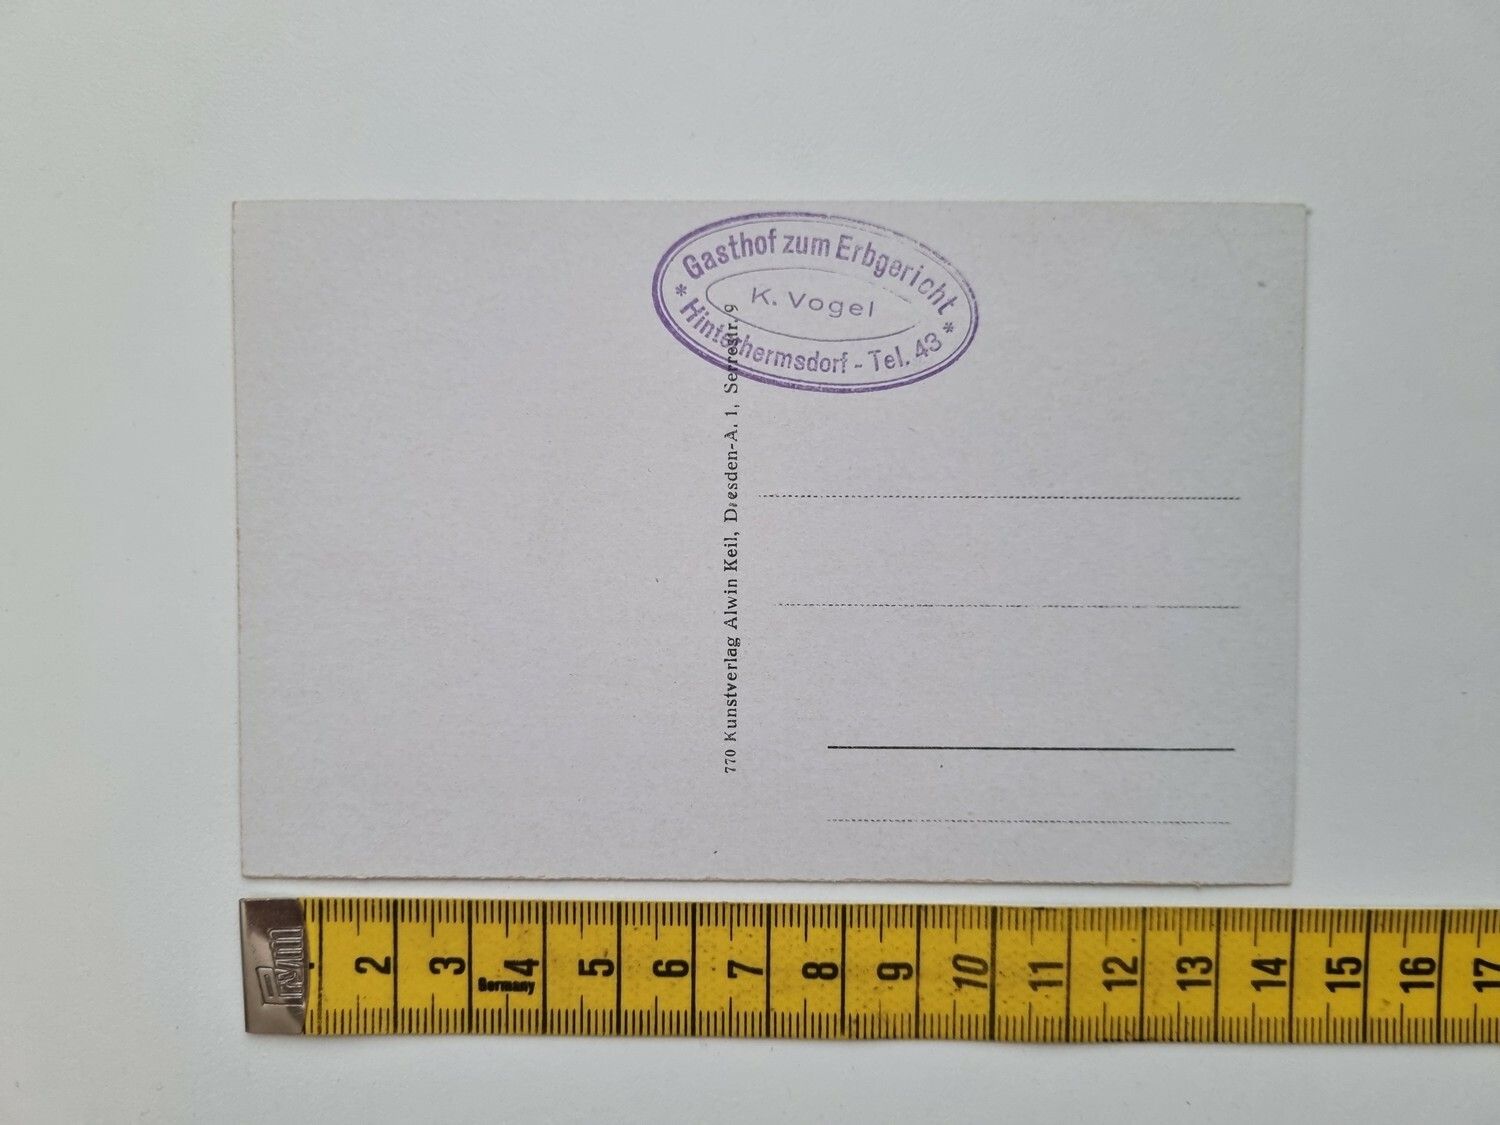 Gasthof zum Erbgericht
K. Vogel
* Hinterhermsdorf - Tel. 43 *
770 Kunstverlag Alwin Keil, Dresden-A. 1, Serrestr. 9
Prym
Germany
2 3 4 5 6 7 8 9 10 11 12 13 14 15 16 17